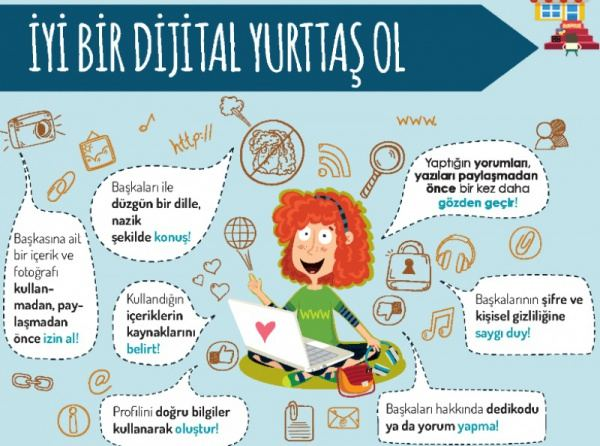 İYİ BİR DİJİTAL YURTTAŞ OL
http://
www.
Başkaları ile
düzgün bir dille,
nazik
şekilde konuş!
Yaptığın yorumları,
yazıları paylaşmadan
önce bir kez daha
gözden geçir!
Başkasına ait
bir içerik ve
fotoğrafı
kullan-
madan, pay-
laşmadan
önce izin al!
Kullandığın
içeriklerin
kaynaklarını
belirt!
WWW
Başkalarının şifre ve
kişisel gizliliğine
saygı duy!
@
i
Profilini doğru bilgiler
kullanarak oluştur!
Başkaları hakkında dedikodu
ya da yorum yapma!